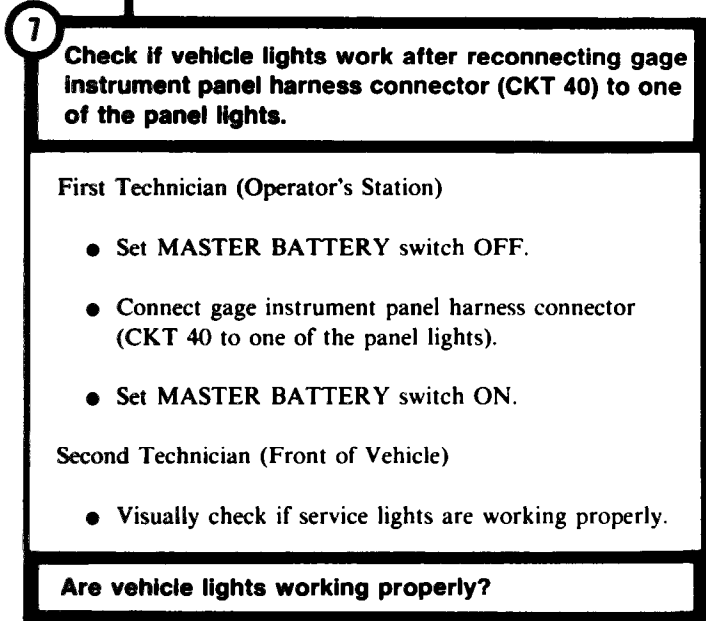 7
Check if vehicle lights work after reconnecting gage
instrument panel harness connector (CKT 40) to one
of the panel lights.
First Technician (Operator's Station)
● Set MASTER BATTERY switch OFF.
● Connect gage instrument panel harness connector
(CKT 40 to one of the panel lights).
● Set MASTER BATTERY switch ON.
Second Technician (Front of Vehicle)
● Visually check if service lights are working properly.
Are vehicle lights working properly?